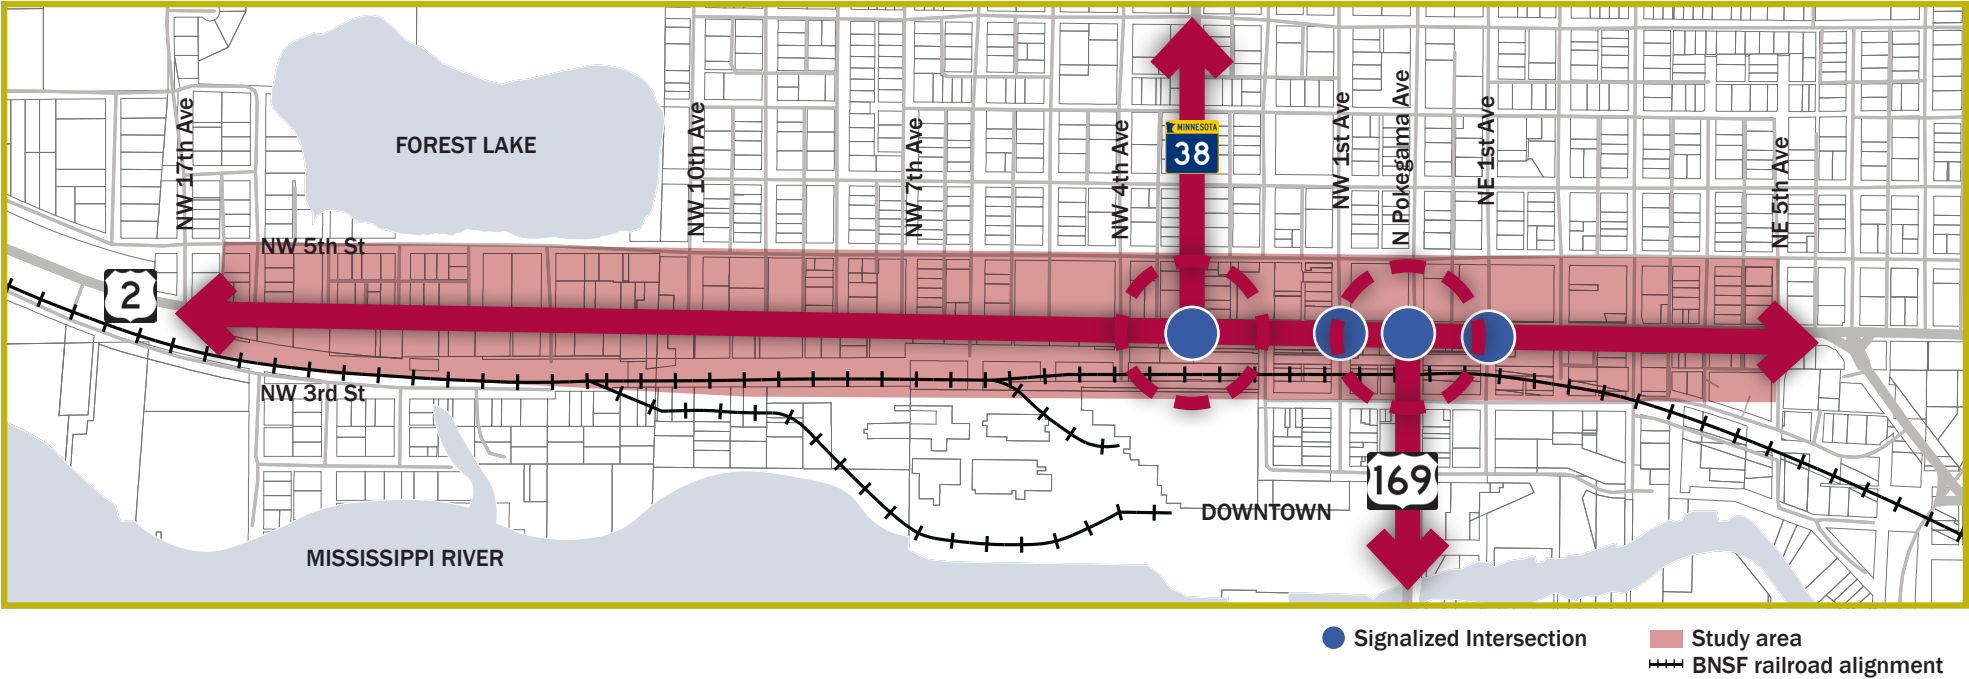 FOREST LAKE
NW 17th Ave
NW 10th Ave
NW 7th Ave
NW 4th Ave
MINNESOTA
38
NW 1st Ave
N Pokegama Ave
NE 1st Ave
NE 5th Ave
NW 5th St
2
NW 3rd St
169
DOWNTOWN
MISSISSIPPI RIVER
Signalized Intersection
Study area
BNSF railroad alignment